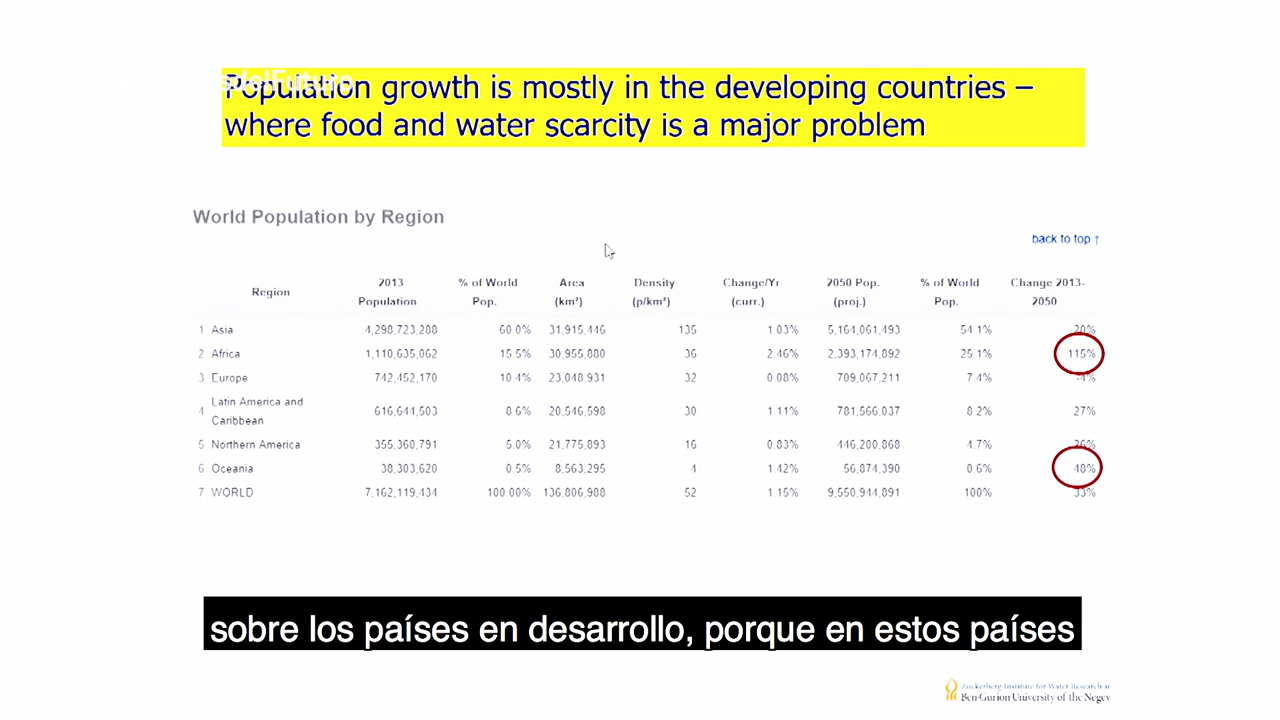 Population growth is mostly in the developing countries –
where food and water scarcity is a major problem
World Population by Region
back to top ↑
Region 2013 Population % of World Pop. Area (km²) Density (p/km²) Change/Yr (curr.) 2050 Pop. (proj.) % of World Pop. Change 2013-2050
1 Asia 4,298,723,288 60.0% 31,915,446 135 1.03% 5,164,061,493 54.1% 20%
2 Africa 1,110,635,062 15.5% 30,955,880 36 2.46% 2,393,174,892 25.1% 115%
3 Europe 742,452,170 10.4% 23,048,931 32 0.08% 709,067,211 7.4% -4%
4 Latin America and Caribbean 616,644,503 8.6% 20,546,598 30 1.11% 781,566,037 8.2% 27%
5 Northern America 355,360,791 5.0% 21,775,893 16 0.83% 446,200,868 4.7% 26%
6 Oceania 38,303,620 0.5% 8,563,295 4 1.42% 56,874,390 0.6% 48%
7 WORLD 7,162,119,434 100.00% 136,806,988 52 1.15% 9,550,944,891 100% 33%
sobre los países en desarrollo, porque en estos países
Zuckerberg Institute for Water Research at
Ben-Gurion University of the Negev